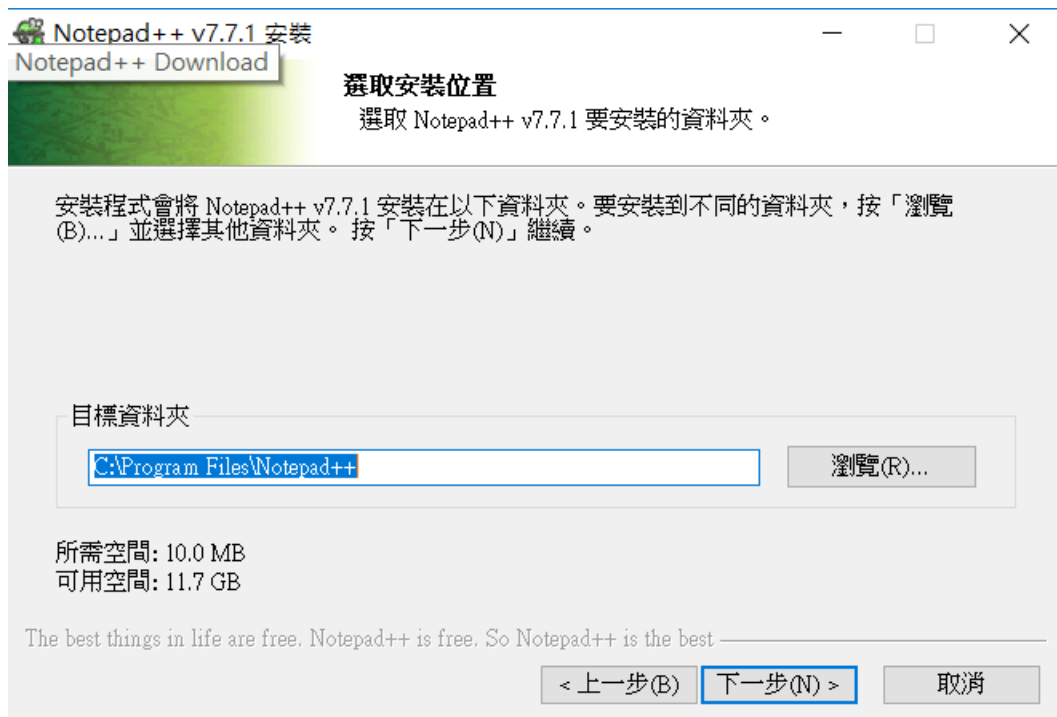 Notepad++ v7.7.1 安裝
Notepad++ Download
選取安裝位置
選取 Notepad++ v7.7.1 要安裝的資料夾。
安裝程式會將 Notepad++ v7.7.1 安裝在以下資料夾。要安裝到不同的資料夾，按「瀏覽
(B)...」並選擇其他資料夾。 按「下一步(N)」繼續。
目標資料夾
C:\Program Files\Notepad++
瀏覽(R)...
所需空間: 10.0 MB
可用空間: 11.7 GB
The best things in life are free. Notepad++ is free. So Notepad++ is the best
< 上一步(B)
下一步(N) >
取消